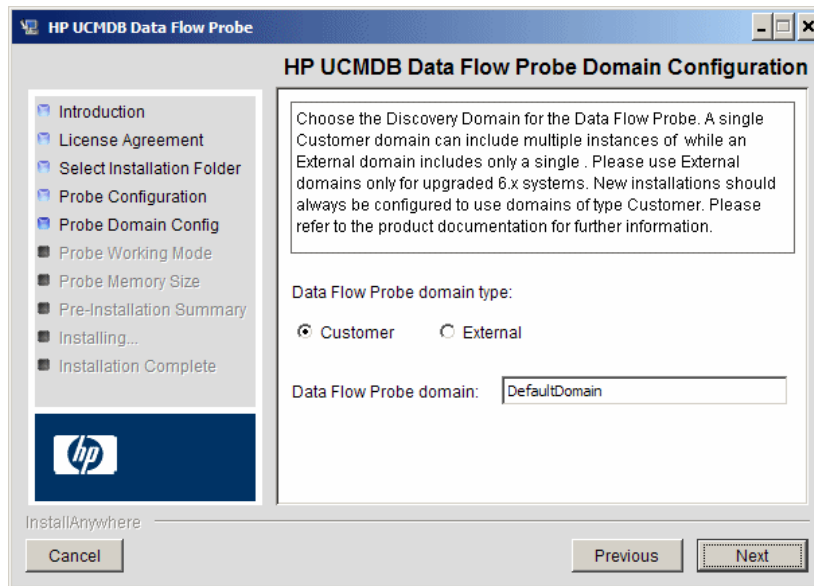 HP UCMDB Data Flow Probe
HP UCMDB Data Flow Probe Domain Configuration
Introduction
License Agreement
Select Installation Folder
Probe Configuration
Probe Domain Config
Probe Working Mode
Probe Memory Size
Pre-Installation Summary
Installing...
Installation Complete
hp
Choose the Discovery Domain for the Data Flow Probe. A single
Customer domain can include multiple instances of while an
External domain includes only a single . Please use External
domains only for upgraded 6.x systems. New installations should
always be configured to use domains of type Customer. Please
refer to the product documentation for further information.
Data Flow Probe domain type:
Customer External
Data Flow Probe domain: DefaultDomain
InstallAnywhere
Cancel Previous Next